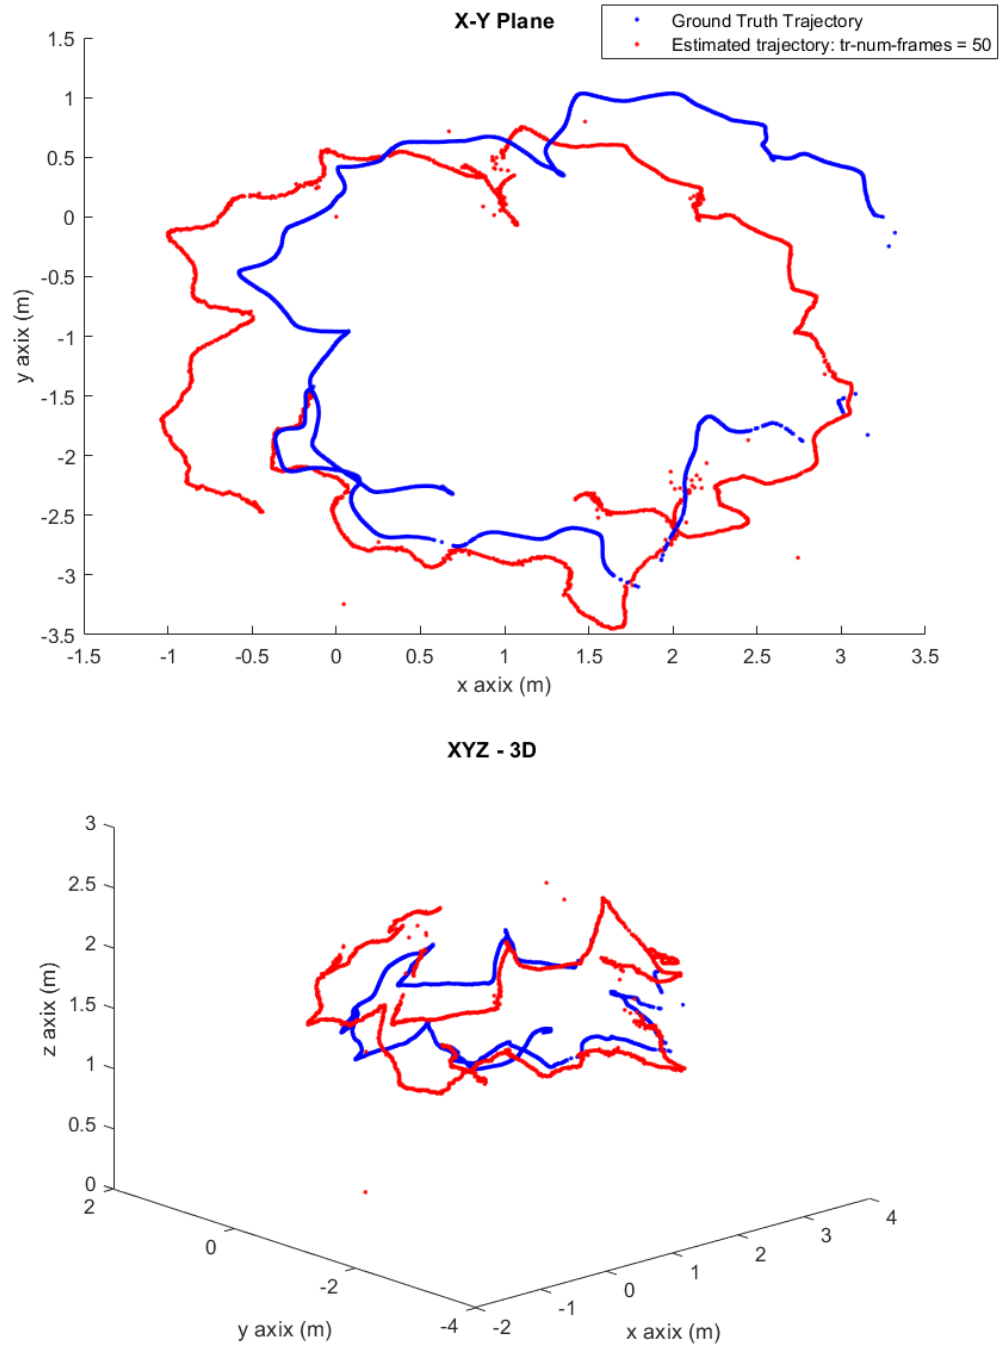 X-Y Plane
Ground Truth Trajectory
Estimated trajectory: tr-num-frames = 50
1.5
1
0.5
0
-0.5
-1
-1.5
-2
-2.5
-3
-3.5
y axix (m)
-1.5 -1 -0.5 0 0.5 1 1.5 2 2.5 3 3.5
x axix (m)
XYZ - 3D
3
2.5
2
1.5
1
0.5
0
z axix (m)
2 0 -2 -4
y axix (m)
-2 -1 0 1 2 3 4
x axix (m)